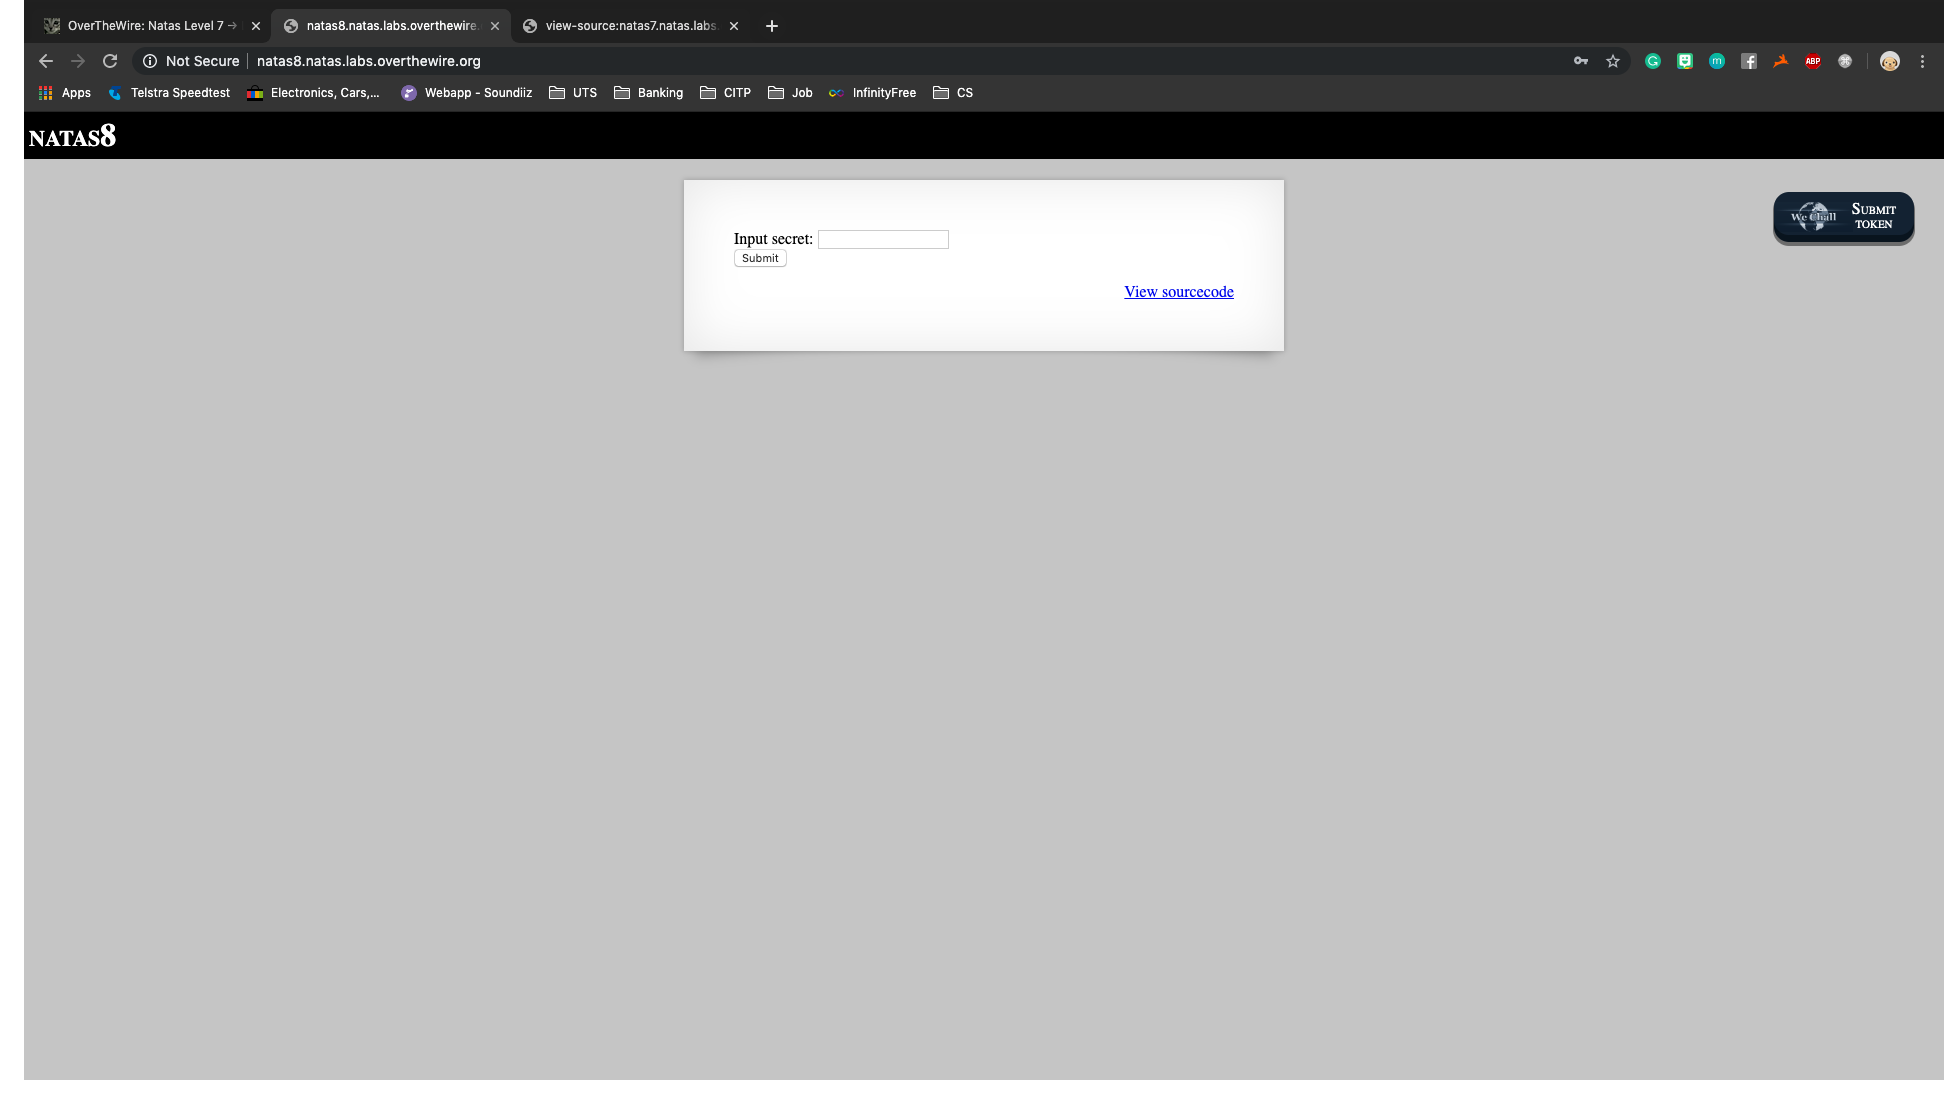 OverTheWire: Natas Level 7 →
natas8.natas.labs.overthewire.
view-source:natas7.natas.labs.
Not Secure natas8.natas.labs.overthewire.org
Apps Telstra Speedtest Electronics, Cars,... Webapp - Soundiiz UTS Banking CITP Job InfinityFree CS
NATAS8
Input secret:
Submit
View sourcecode
We Chall
SUBMIT
TOKEN
ABP
m